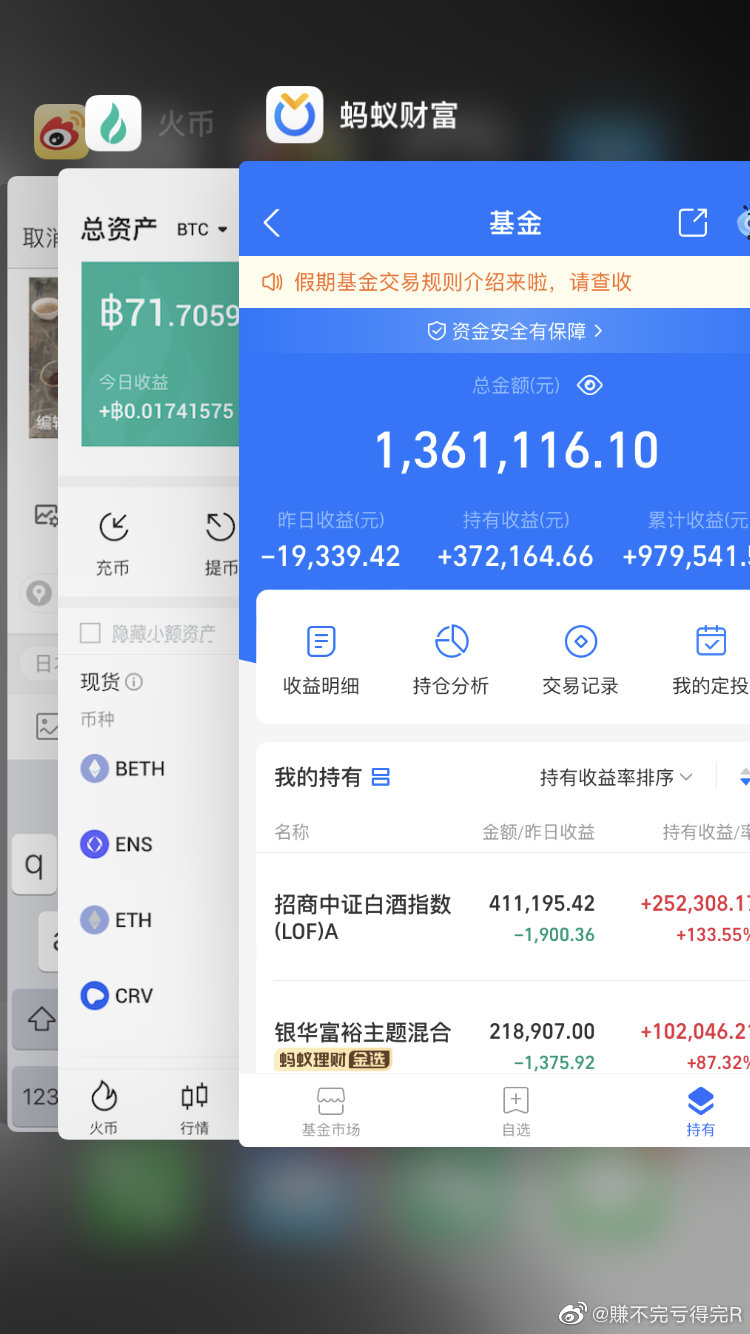 火币
蚂蚁财富
取消
总资产 BTC
฿71.7059
今日收益
+฿0.01741575
编辑
充币
提币
隐藏小额资产
现货
币种
BETH
ENS
ETH
CRV
火币
行情
q
123
基金
假期基金交易规则介绍来啦，请查收
资金安全有保障
总金额(元)
1,361,116.10
昨日收益(元) 持有收益(元) 累计收益(元
-19,339.42 +372,164.66 +979,541.5
收益明细 持仓分析 交易记录 我的定投
我的持有 持有收益率排序
名称 金额/昨日收益 持有收益/率
招商中证白酒指数 411,195.42 +252,308.17
(LOF)A -1,900.36 +133.55%
银华富裕主题混合 218,907.00 +102,046.21
蚂蚁理财 金选 -1,375.92 +87.32%
基金市场 自选 持有
@赚不完亏得完R